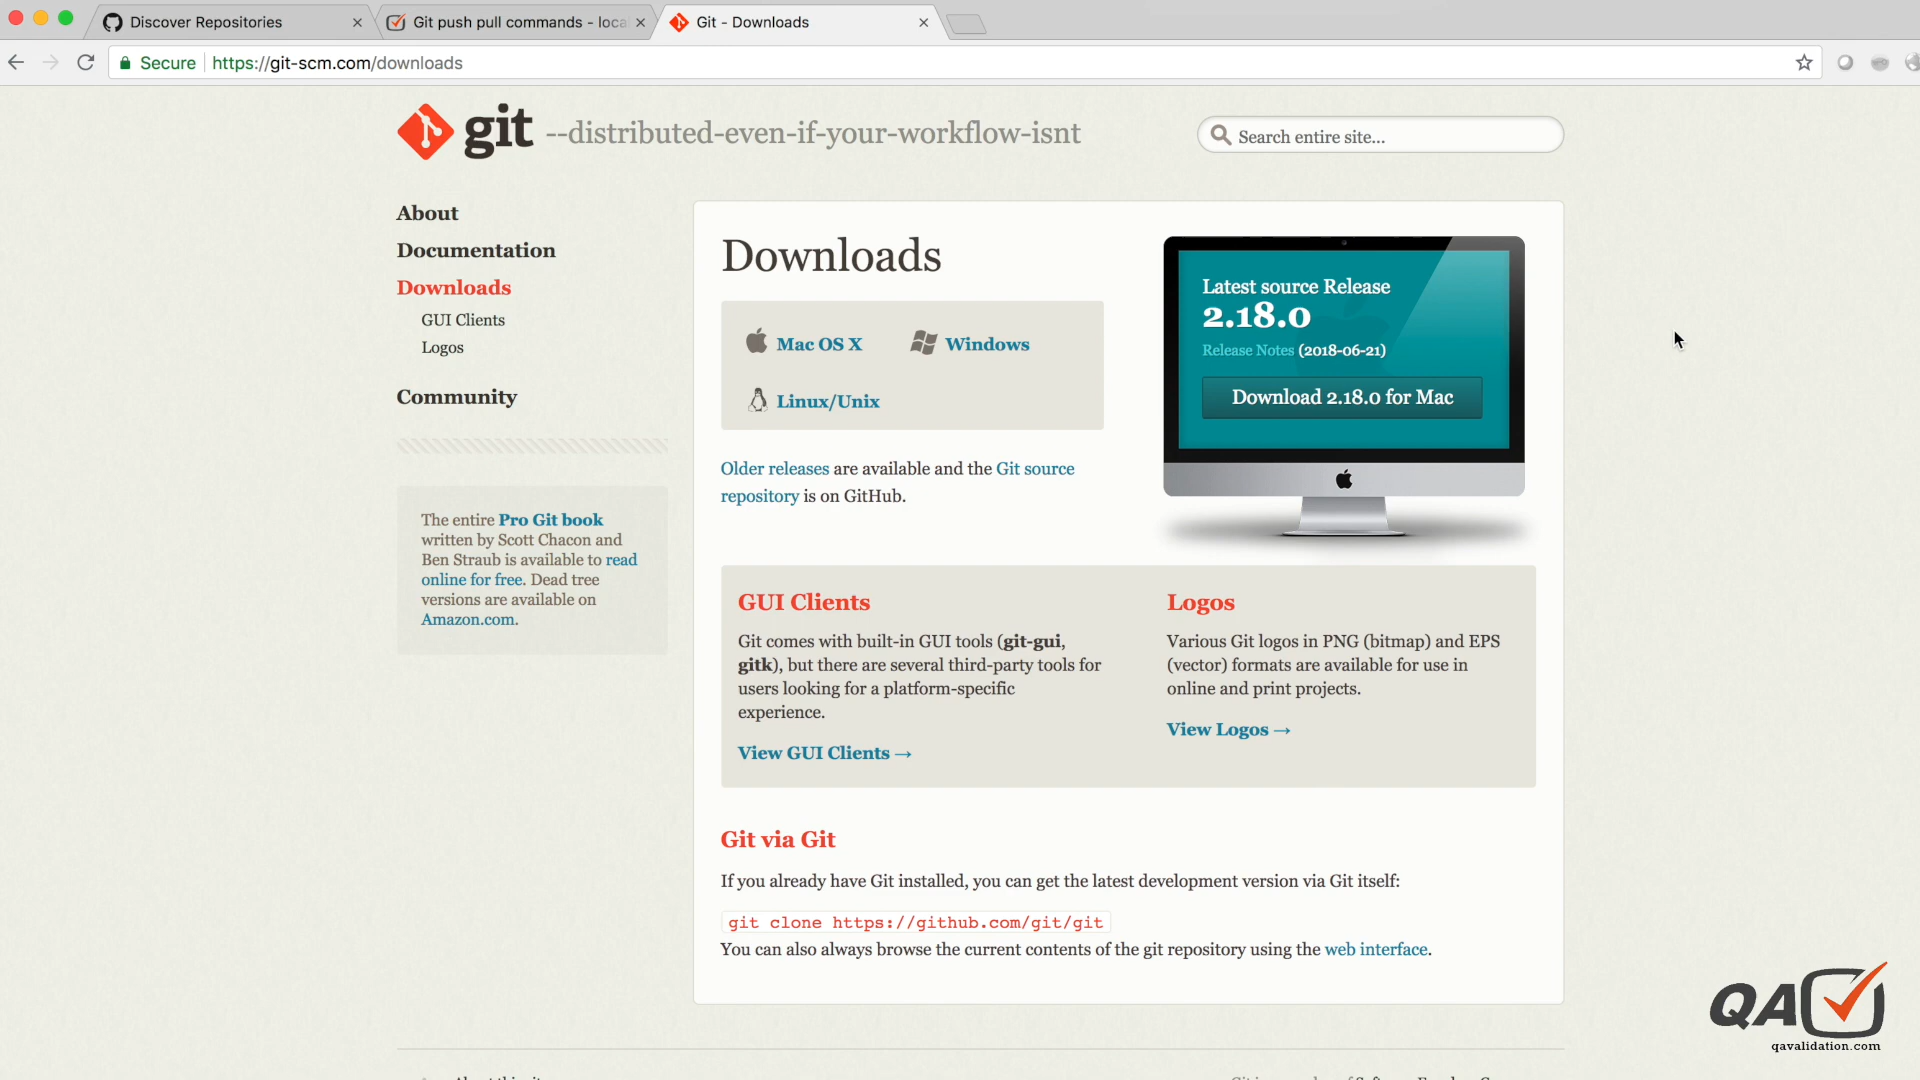 Discover Repositories
Git push pull commands - loca
Git - Downloads
Secure https://git-scm.com/downloads
git --distributed-even-if-your-workflow-isnt
Search entire site...
About
Documentation
Downloads
GUI Clients
Logos
Community
The entire Pro Git book
written by Scott Chacon and
Ben Straub is available to read
online for free. Dead tree
versions are available on
Amazon.com.
Downloads
Mac OS X
Windows
Linux/Unix
Older releases are available and the Git source
repository is on GitHub.
Latest source Release
2.18.0
Release Notes (2018-06-21)
Download 2.18.0 for Mac
GUI Clients
Git comes with built-in GUI tools (git-gui,
gitk), but there are several third-party tools for
users looking for a platform-specific
experience.
View GUI Clients →
Logos
Various Git logos in PNG (bitmap) and EPS
(vector) formats are available for use in
online and print projects.
View Logos →
Git via Git
If you already have Git installed, you can get the latest development version via Git itself:
git clone https://github.com/git/git
You can also always browse the current contents of the git repository using the web interface.
QA
qavalidation.com